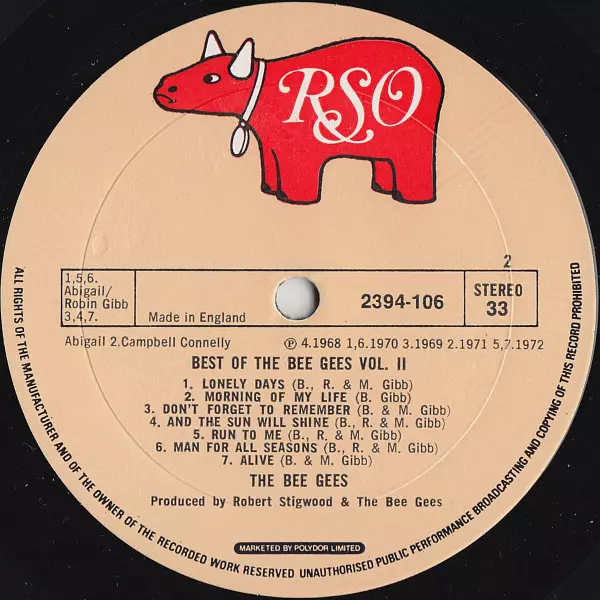 RSO
2
1,5,6.
Abigail/
Robin Gibb
3,4,7.
Made in England
2394-106
STEREO
33
Abigail 2.Campbell Connelly
℗ 4.1968 1,6.1970 3.1969 2.1971 5,7.1972
BEST OF THE BEE GEES VOL. II
1. LONELY DAYS (B., R. & M. Gibb)
2. MORNING OF MY LIFE (B. Gibb)
3. DON'T FORGET TO REMEMBER (B. & M. Gibb)
4. AND THE SUN WILL SHINE (B., R. & M. Gibb)
5. RUN TO ME (B., R. & M. Gibb)
6. MAN FOR ALL SEASONS (B., R. & M. Gibb)
7. ALIVE (B. & M. Gibb)
THE BEE GEES
Produced by Robert Stigwood & The Bee Gees
MARKETED BY POLYDOR LIMITED
ALL RIGHTS OF THE MANUFACTURER AND OF THE OWNER OF THE RECORDED WORK RESERVED UNAUTHORISED PUBLIC PERFORMANCE BROADCASTING AND COPYING OF THIS RECORD PROHIBITED